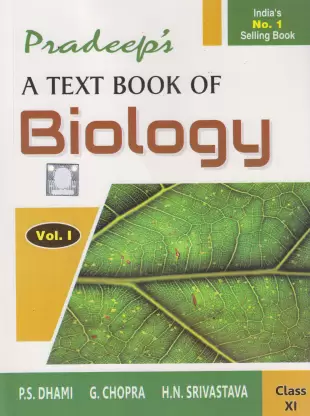 Pradeep's
India's
No. 1
Selling Book
A TEXT BOOK OF
Biology
Vol. I
P.S. DHAMI G. CHOPRA H.N. SRIVASTAVA
Class
XI